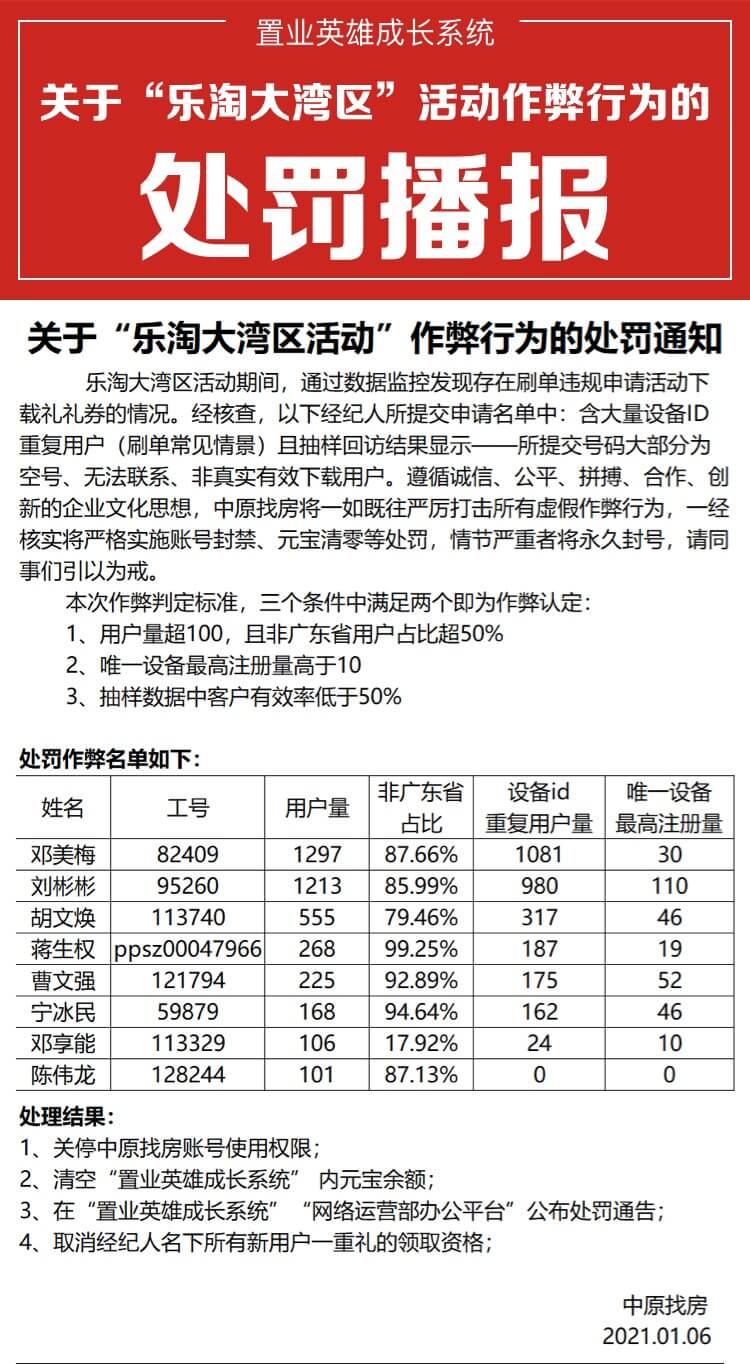 置业英雄成长系统
关于“乐淘大湾区”活动作弊行为的
处罚播报
关于“乐淘大湾区活动”作弊行为的处罚通知
乐淘大湾区活动期间，通过数据监控发现存在刷单违规申请活动下
载礼礼券的情况。经核查，以下经纪人所提交申请名单中：含大量设备ID
重复用户（刷单常见情景）且抽样回访结果显示——所提交号码大部分为
空号、无法联系、非真实有效下载用户。遵循诚信、公平、拼搏、合作、创
新的企业文化思想，中原找房将一如既往严厉打击所有虚假作弊行为，一经
核实将严格实施账号封禁、元宝清零等处罚，情节严重者将永久封号，请同
事们引以为戒。
本次作弊判定标准，三个条件中满足两个即为作弊认定：
1、用户量超100，且非广东省用户占比超50%
2、唯一设备最高注册量高于10
3、抽样数据中客户有效率低于50%
处罚作弊名单如下：
姓名 工号 用户量 非广东省占比 设备id重复用户量 唯一设备最高注册量
邓美梅 82409 1297 87.66% 1081 30
刘彬彬 95260 1213 85.99% 980 110
胡文焕 113740 555 79.46% 317 46
蒋生权 ppsz00047966 268 99.25% 187 19
曹文强 121794 225 92.89% 175 52
宁冰民 59879 168 94.64% 162 46
邓享能 113329 106 17.92% 24 10
陈伟龙 128244 101 87.13% 0 0
处理结果：
1、关停中原找房账号使用权限；
2、清空“置业英雄成长系统” 内元宝余额；
3、在“置业英雄成长系统” “网络运营部办公平台”公布处罚通告；
4、取消经纪人名下所有新用户一重礼的领取资格；
中原找房
2021.01.06